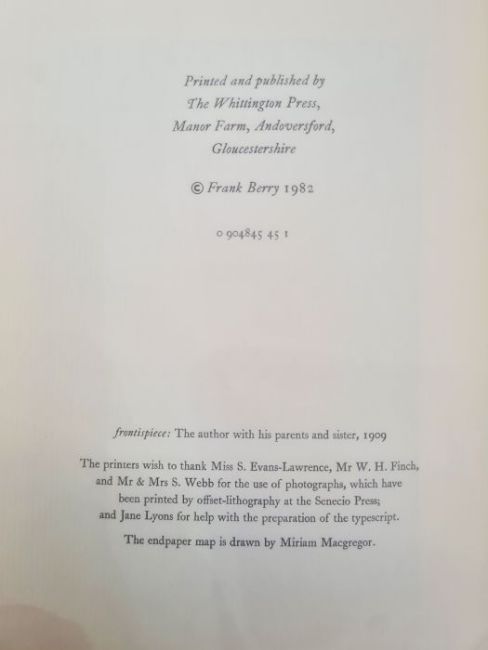 Printed and published by
The Whittington Press,
Manor Farm, Andoversford,
Gloucestershire
© Frank Berry 1982
0 904845 45 1
frontispiece: The author with his parents and sister, 1909
The printers wish to thank Miss S. Evans-Lawrence, Mr W. H. Finch,
and Mr & Mrs S. Webb for the use of photographs, which have
been printed by offset-lithography at the Senecio Press;
and Jane Lyons for help with the preparation of the typescript.
The endpaper map is drawn by Miriam Macgregor.